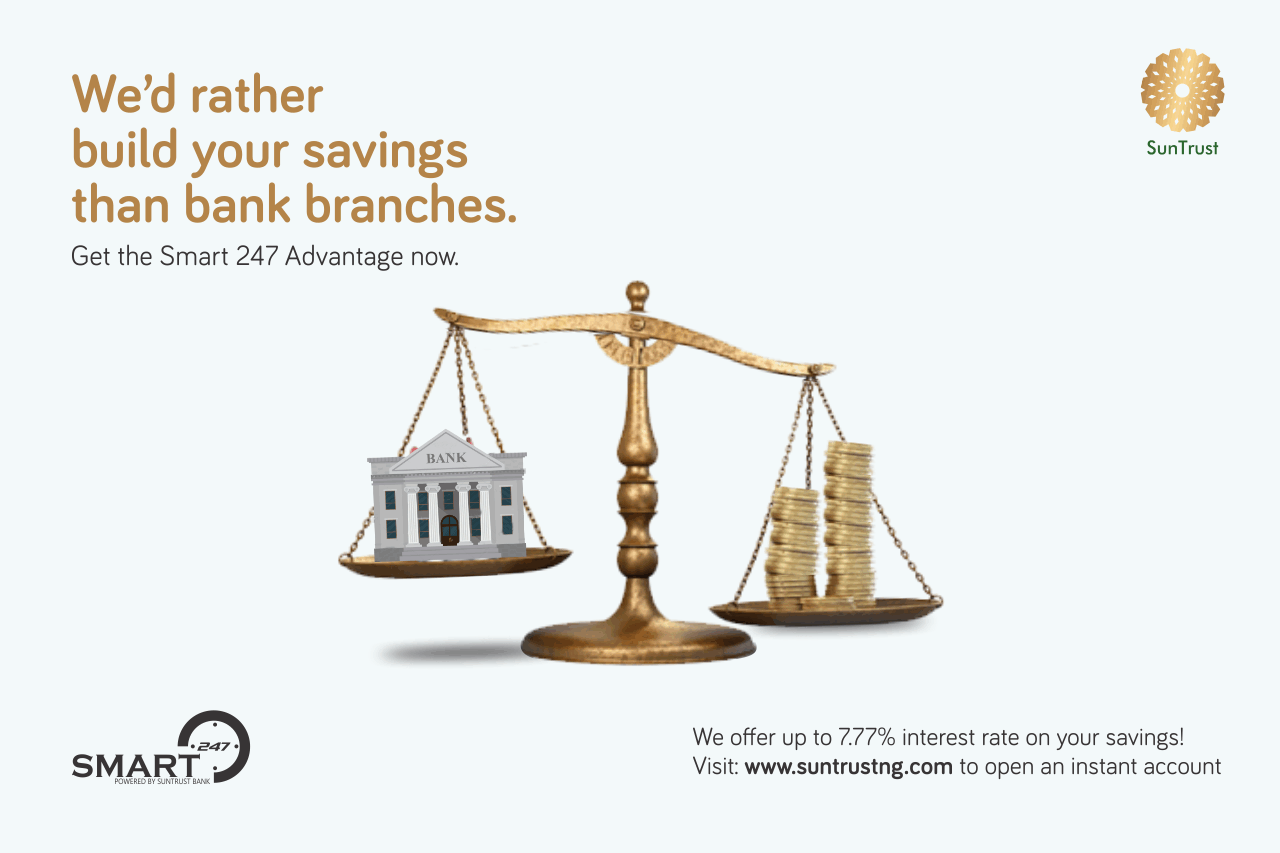 We'd rather
build your savings
than bank branches.
Get the Smart 247 Advantage now.
SunTrust
BANK
SMART 247
POWERED BY SUNTRUST BANK
We offer up to 7.77% interest rate on your savings!
Visit: www.suntrustng.com to open an instant account